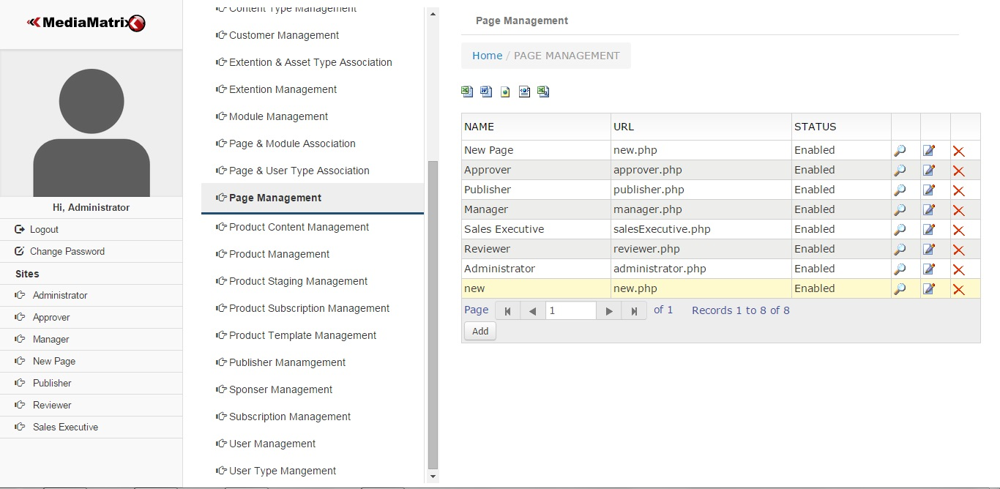 MediaMatrix
Hi, Administrator
Logout
Change Password
Sites
Administrator
Approver
Manager
New Page
Publisher
Reviewer
Sales Executive
Content Type Management
Customer Management
Extention & Asset Type Association
Extention Management
Module Management
Page & Module Association
Page & User Type Association
Page Management
Product Content Management
Product Management
Product Staging Management
Product Subscription Management
Product Template Management
Publisher Manamgement
Sponser Management
Subscription Management
User Management
User Type Mangement
Page Management
Home / PAGE MANAGEMENT
NAME URL STATUS
New Page new.php Enabled
Approver approver.php Enabled
Publisher publisher.php Enabled
Manager manager.php Enabled
Sales Executive salesExecutive.php Enabled
Reviewer reviewer.php Enabled
Administrator administrator.php Enabled
new new.php Enabled
Page 1 of 1 Records 1 to 8 of 8
Add